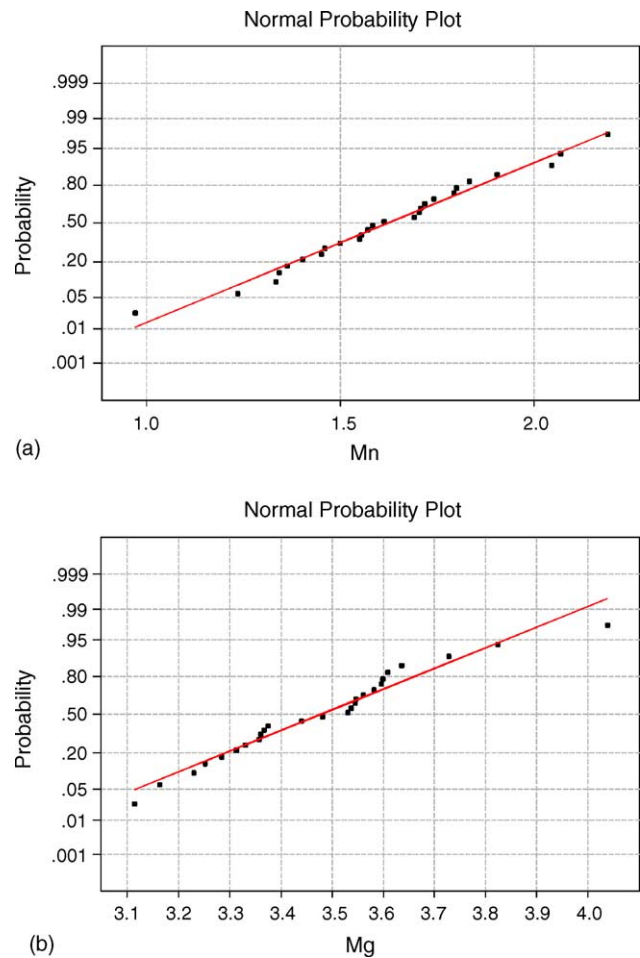 Normal Probability Plot
.999
.99
.95
.80
.50
.20
.05
.01
.001
Probability
1.0 1.5 2.0
Mn
(a)
Normal Probability Plot
.999
.99
.95
.80
.50
.20
.05
.01
.001
Probability
3.1 3.2 3.3 3.4 3.5 3.6 3.7 3.8 3.9 4.0
Mg
(b)